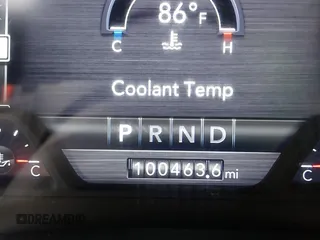 86°F
C H
Coolant Temp
P R N D
100463.6 mi
C C
DREAMBID